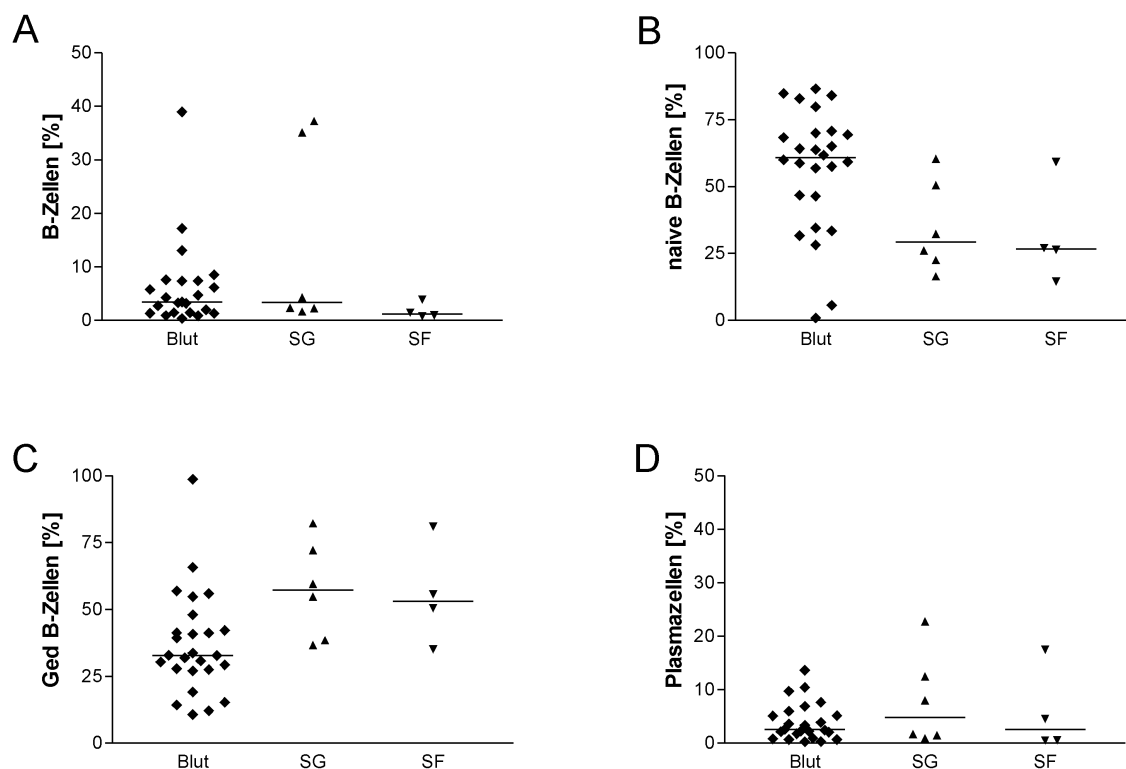 A
B-Zellen [%]
50
40
30
20
10
0
Blut SG SF
B
naive B-Zellen [%]
100
75
50
25
0
Blut SG SF
C
Ged B-Zellen [%]
100
75
50
25
0
Blut SG SF
D
Plasmazellen [%]
50
40
30
20
10
0
Blut SG SF